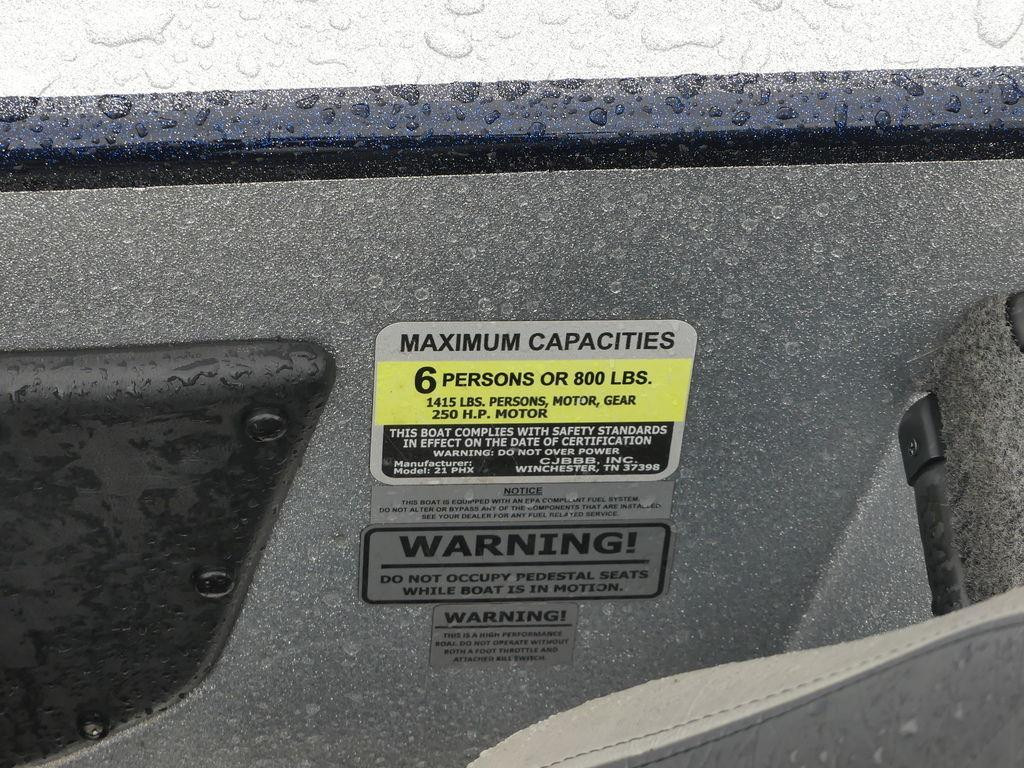 MAXIMUM CAPACITIES
6 PERSONS OR 800 LBS.
1415 LBS. PERSONS, MOTOR, GEAR
250 H.P. MOTOR
THIS BOAT COMPLIES WITH SAFETY STANDARDS
IN EFFECT ON THE DATE OF CERTIFICATION
WARNING: DO NOT OVER POWER
Manufacturer: CJBBB, INC.
Model: 21 PHX WINCHESTER, TN 37398
NOTICE
THIS BOAT IS EQUIPPED WITH AN EPA COMPLIANT FUEL SYSTEM.
DO NOT ALTER OR BYPASS ANY OF THE COMPONENTS THAT ARE INSTALLED
SEE YOUR DEALER FOR ANY FUEL RELATED SERVICE.
WARNING!
DO NOT OCCUPY PEDESTAL SEATS
WHILE BOAT IS IN MOTION.
WARNING!
THIS IS A HIGH PERFORMANCE
BOAT. DO NOT OPERATE WITHOUT
BOTH A FOOT THROTTLE AND
ATTACHED KILL SWITCH.